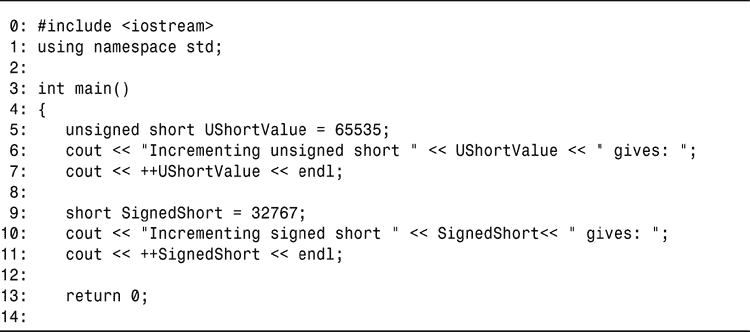 0: #include <iostream>
1: using namespace std;
2:
3: int main()
4: {
5:    unsigned short UShortValue = 65535;
6:    cout << "Incrementing unsigned short " << UShortValue << " gives: ";
7:    cout << ++UShortValue << endl;
8:
9:    short SignedShort = 32767;
10:    cout << "Incrementing signed short " << SignedShort<< " gives: ";
11:    cout << ++SignedShort << endl;
12:
13:    return 0;
14: